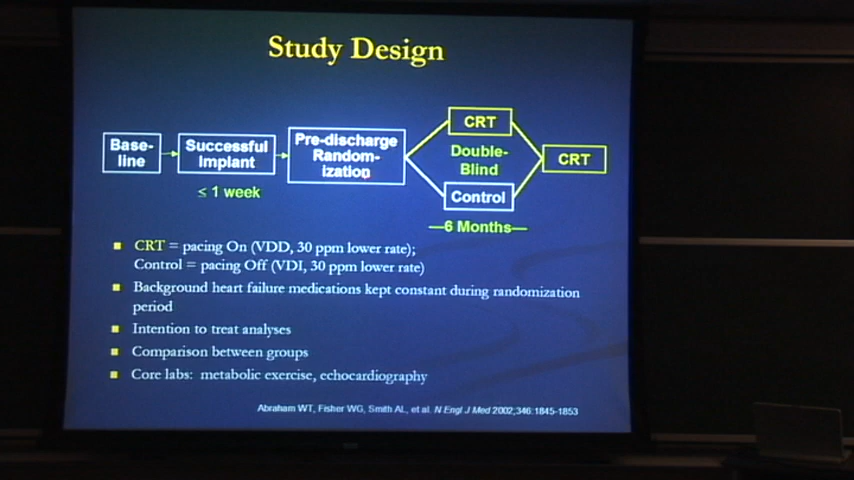 Study Design
Base-
line
Successful
Implant
Pre-discharge
Random-
ization
CRT
Double-
Blind
Control
CRT
≤ 1 week
—6 Months—
CRT = pacing On (VDD, 30 ppm lower rate);
Control = pacing Off (VDI, 30 ppm lower rate)
Background heart failure medications kept constant during randomization
period
Intention to treat analyses
Comparison between groups
Core labs: metabolic exercise, echocardiography
Abraham WT, Fisher WG, Smith AL, et al. N Engl J Med 2002;346:1845-1853